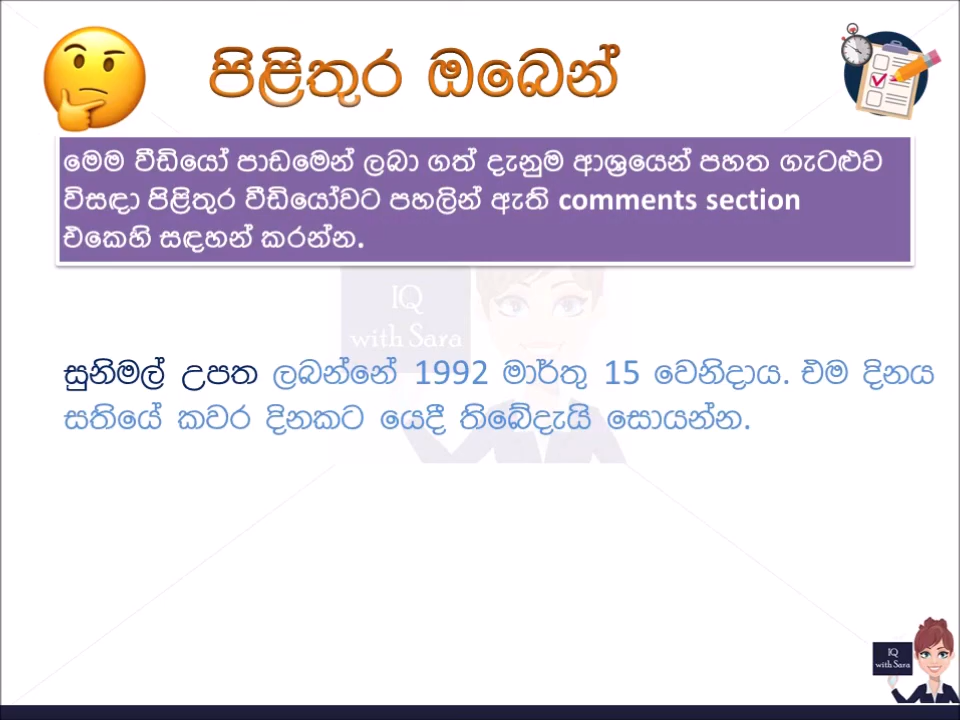 පිළිතුර ඔබෙන්
මෙම වීඩියෝ පාඩමෙන් ලබා ගත් දැනුම ආශ්‍රයෙන් පහත ගැටළුව
විසඳා පිළිතුර වීඩියෝවට පහලින් ඇති comments section
එකෙහි සඳහන් කරන්න.
IQ
with Sara
සුනිමල් උපත ලබන්නේ 1992 මාර්තු 15 වෙනිදාය. එම දිනය
සතියේ කවර දිනකට යෙදී තිබේදැයි සොයන්න.
IQ
with Sara